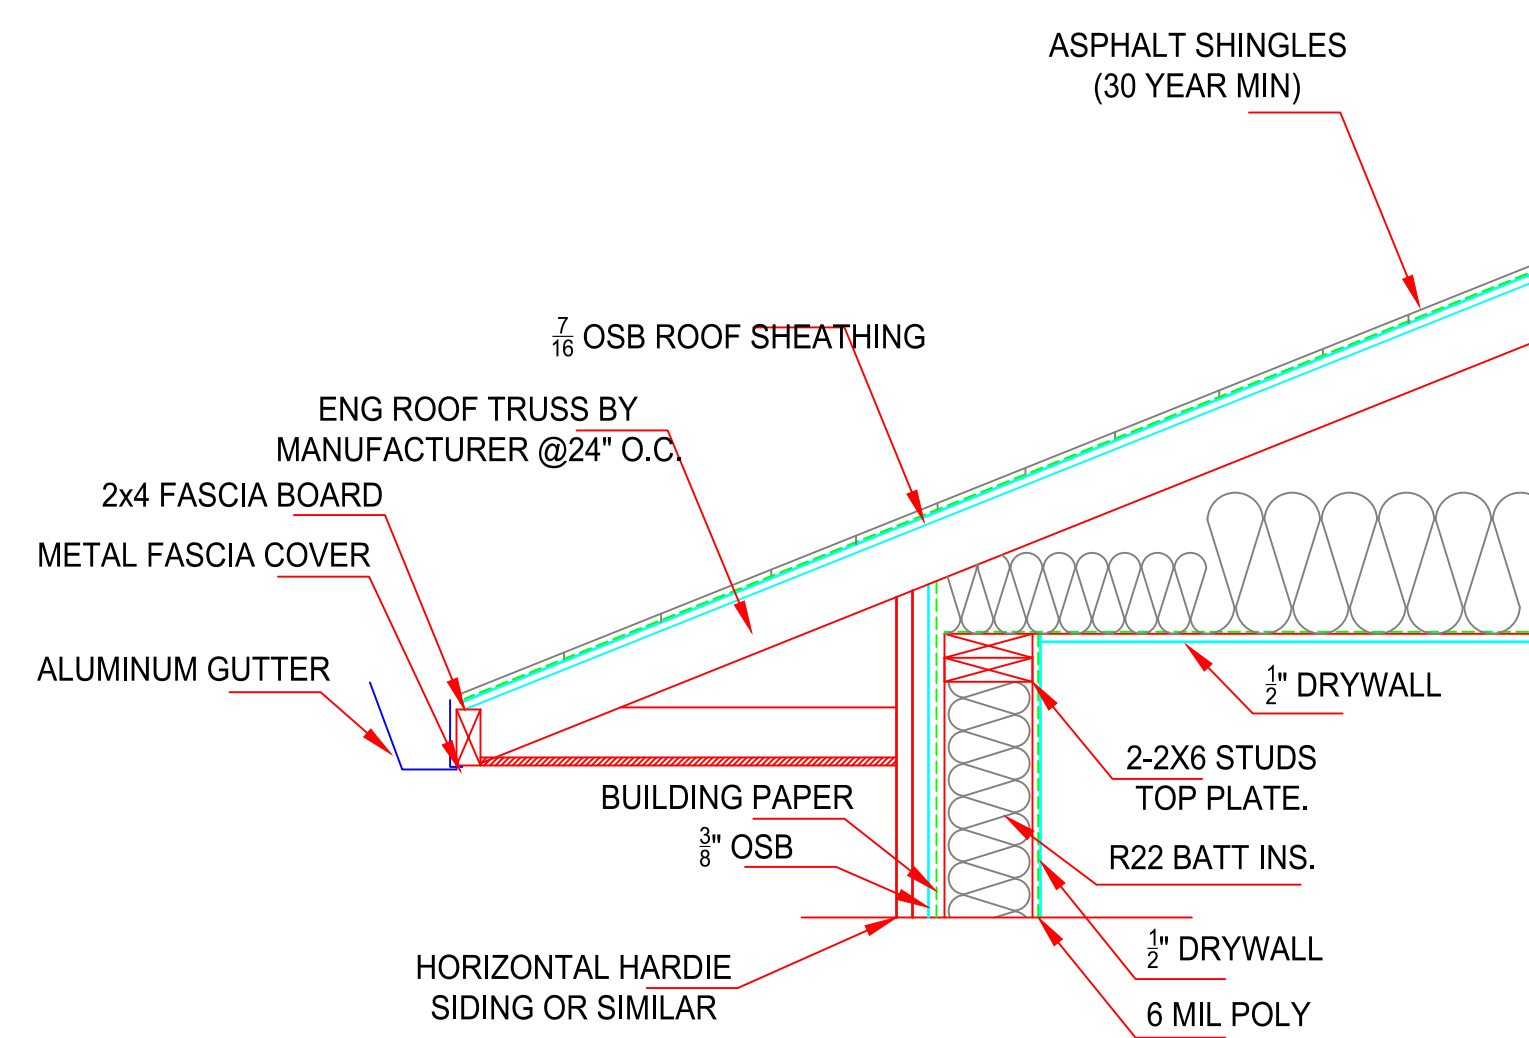 ASPHALT SHINGLES
(30 YEAR MIN)
7/16 OSB ROOF SHEATHING
ENG ROOF TRUSS BY
MANUFACTURER @24" O.C.
2x4 FASCIA BOARD
METAL FASCIA COVER
ALUMINUM GUTTER
1/2" DRYWALL
2-2X6 STUDS
TOP PLATE.
BUILDING PAPER
3/8" OSB
R22 BATT INS.
1/2" DRYWALL
HORIZONTAL HARDIE
SIDING OR SIMILAR
6 MIL POLY